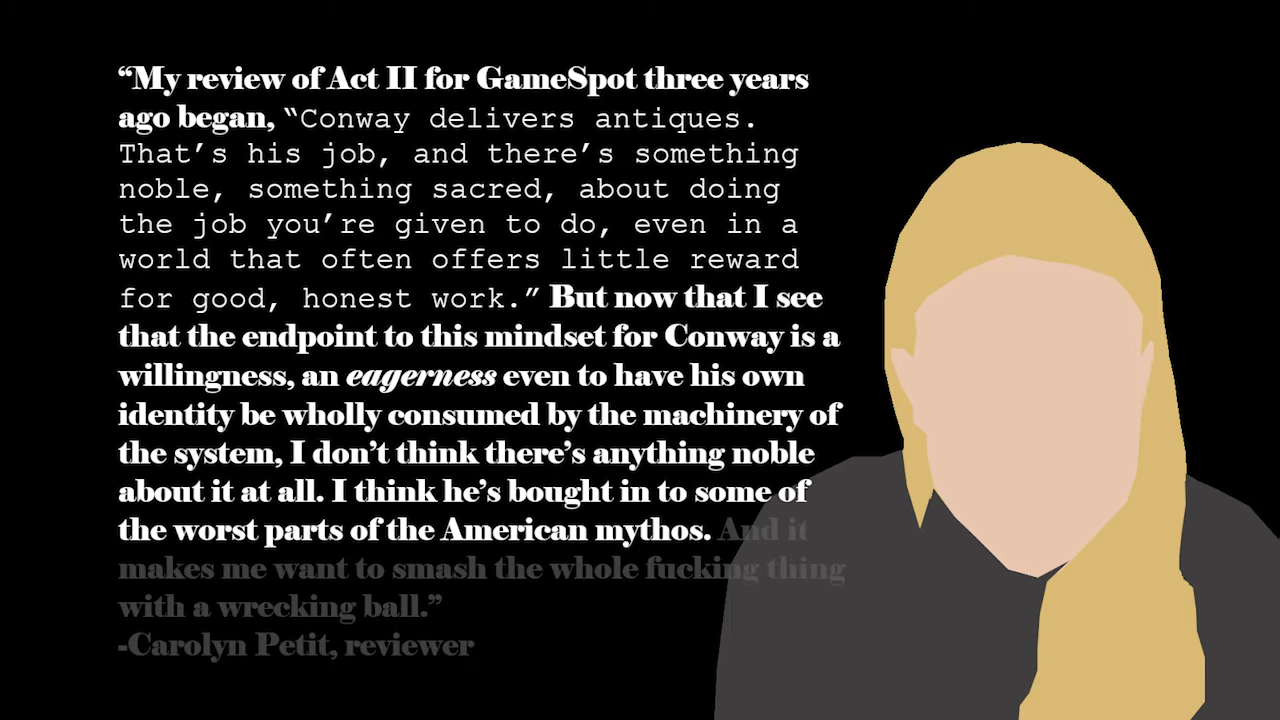 “My review of Act II for GameSpot three years
ago began, “Conway delivers antiques.
That’s his job, and there’s something
noble, something sacred, about doing
the job you’re given to do, even in a
world that often offers little reward
for good, honest work.” But now that I see
that the endpoint to this mindset for Conway is a
willingness, an eagerness even to have his own
identity be wholly consumed by the machinery of
the system, I don’t think there’s anything noble
about it at all. I think he’s bought in to some of
the worst parts of the American mythos. And it
makes me want to smash the whole fucking thing
with a wrecking ball.”
-Carolyn Petit, reviewer